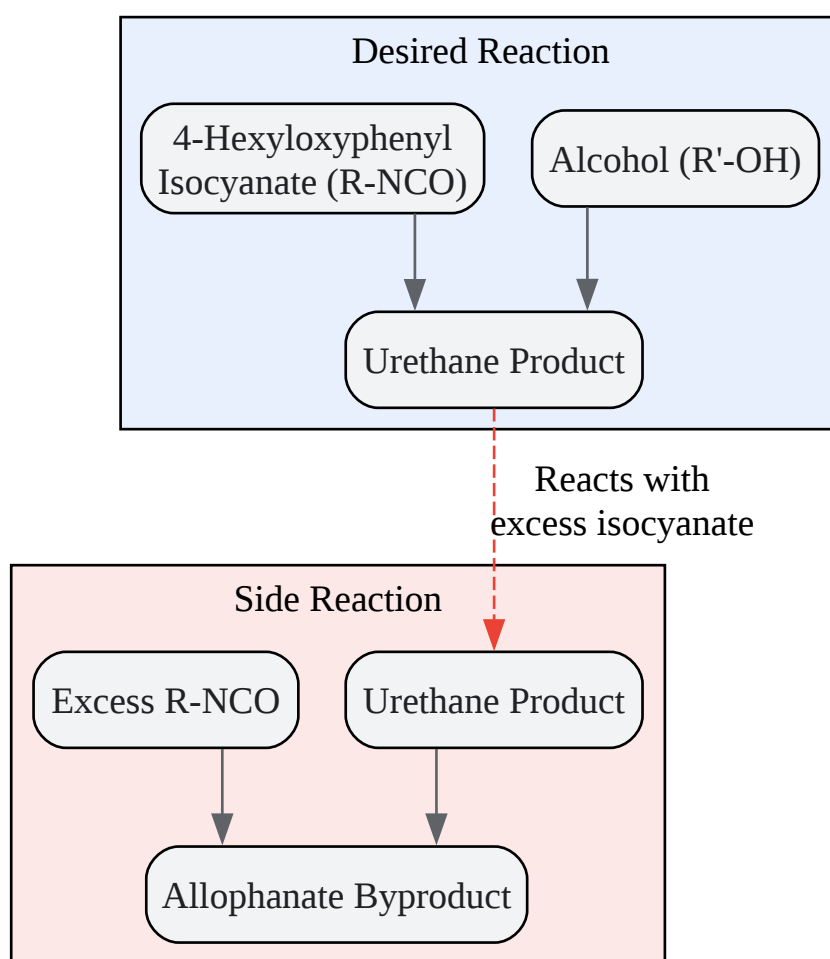 Desired Reaction
4-Hexyloxyphenyl
Isocyanate (R-NCO)
Alcohol (R'-OH)
Urethane Product
Reacts with
excess isocyanate
Side Reaction
Excess R-NCO
Urethane Product
Allophanate Byproduct